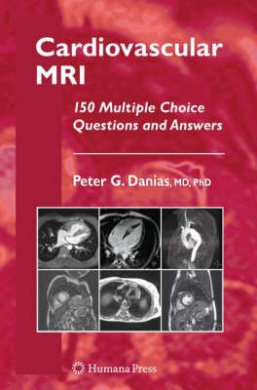 Cardiovascular
MRI
150 Multiple Choice
Questions and Answers
Peter G. Danias, MD, PhD
Humana Press